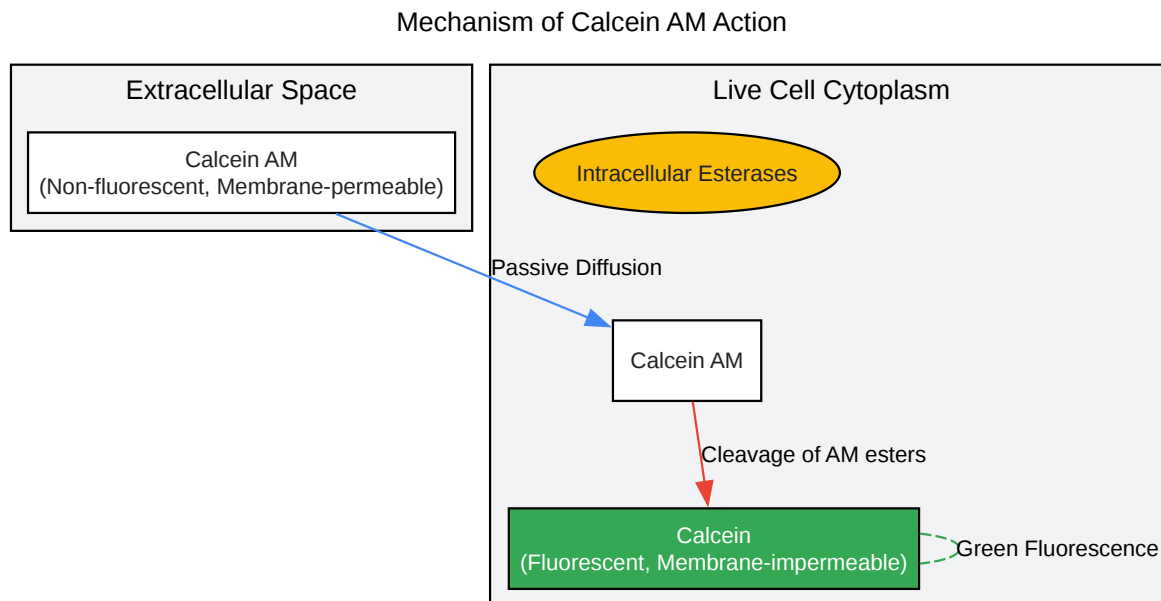 Mechanism of Calcein AM Action
Extracellular Space
Calcein AM
(Non-fluorescent, Membrane-permeable)
Live Cell Cytoplasm
Intracellular Esterases
Passive Diffusion
Calcein AM
Cleavage of AM esters
Calcein
(Fluorescent, Membrane-impermeable)
Green Fluorescence